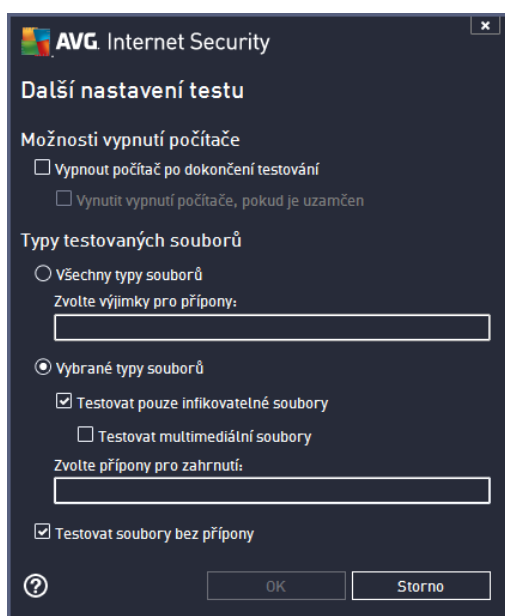 x
AVG. Internet Security
Další nastavení testu
Možnosti vypnutí počítače
Vypnout počítač po dokončení testování
Vynutit vypnutí počítače, pokud je uzamčen
Typy testovaných souborů
Všechny typy souborů
Zvolte výjimky pro přípony:
Vybrané typy souborů
Testovat pouze infikovatelné soubory
Testovat multimediální soubory
Zvolte přípony pro zahrnutí:
Testovat soubory bez přípony
? OK Storno